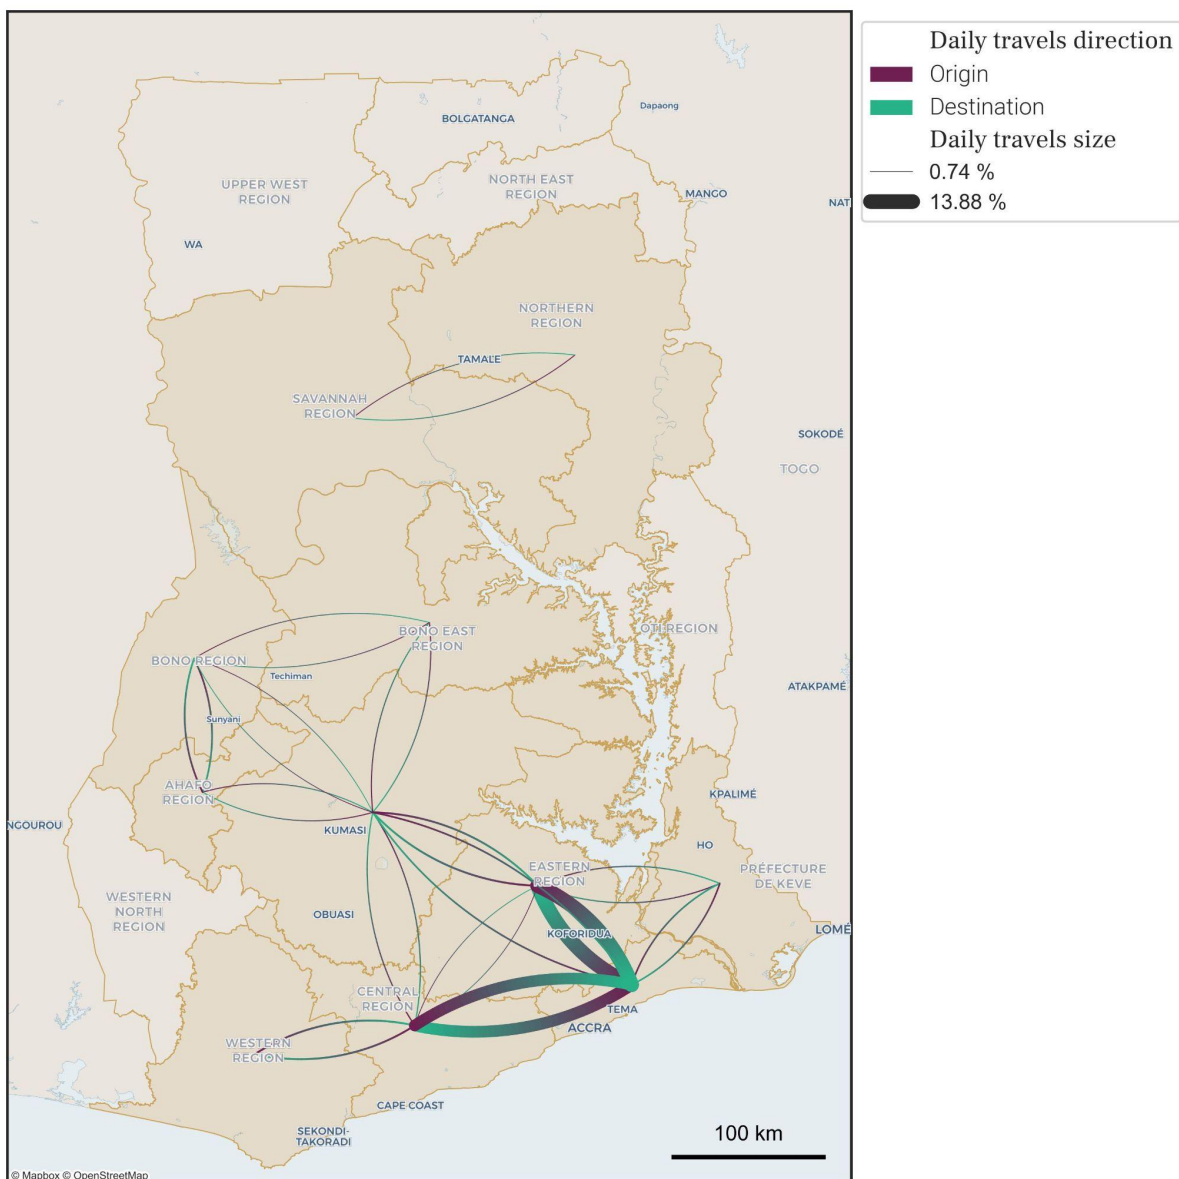 Daily travels direction
Origin
Destination
Daily travels size
0.74 %
13.88 %
Dapaong
BOLGATANGA
UPPER WEST
REGION
NORTH EAST
REGION
MANGO
NAT
WA
NORTHERN
REGION
TAMALE
SAVANNAH
REGION
SOKODÉ
TOGO
OTI REGION
BONO EAST
REGION
BONO REGION
Techiman
ATAKPAMÉ
Sunyani
AHAFO
REGION
KPALIMÉ
NGOUROU
KUMASI
HO
EASTERN
REGION
PRÉFECTURE
DE KEVE
WESTERN
NORTH
REGION
OBUASI
KOFORIDUA
LOMÉ
CENTRAL
REGION
TEMA
ACCRA
WESTERN
REGION
CAPE COAST
SEKONDI-
TAKORADI
100 km
© Mapbox © OpenStreetMap